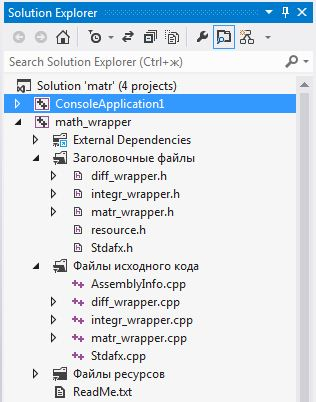 Solution Explorer
Search Solution Explorer (Ctrl+ж)
Solution 'matr' (4 projects)
ConsoleApplication1
math_wrapper
External Dependencies
Заголовочные файлы
diff_wrapper.h
integr_wrapper.h
matr_wrapper.h
resource.h
Stdafx.h
Файлы исходного кода
AssemblyInfo.cpp
diff_wrapper.cpp
integr_wrapper.cpp
matr_wrapper.cpp
Stdafx.cpp
Файлы ресурсов
ReadMe.txt